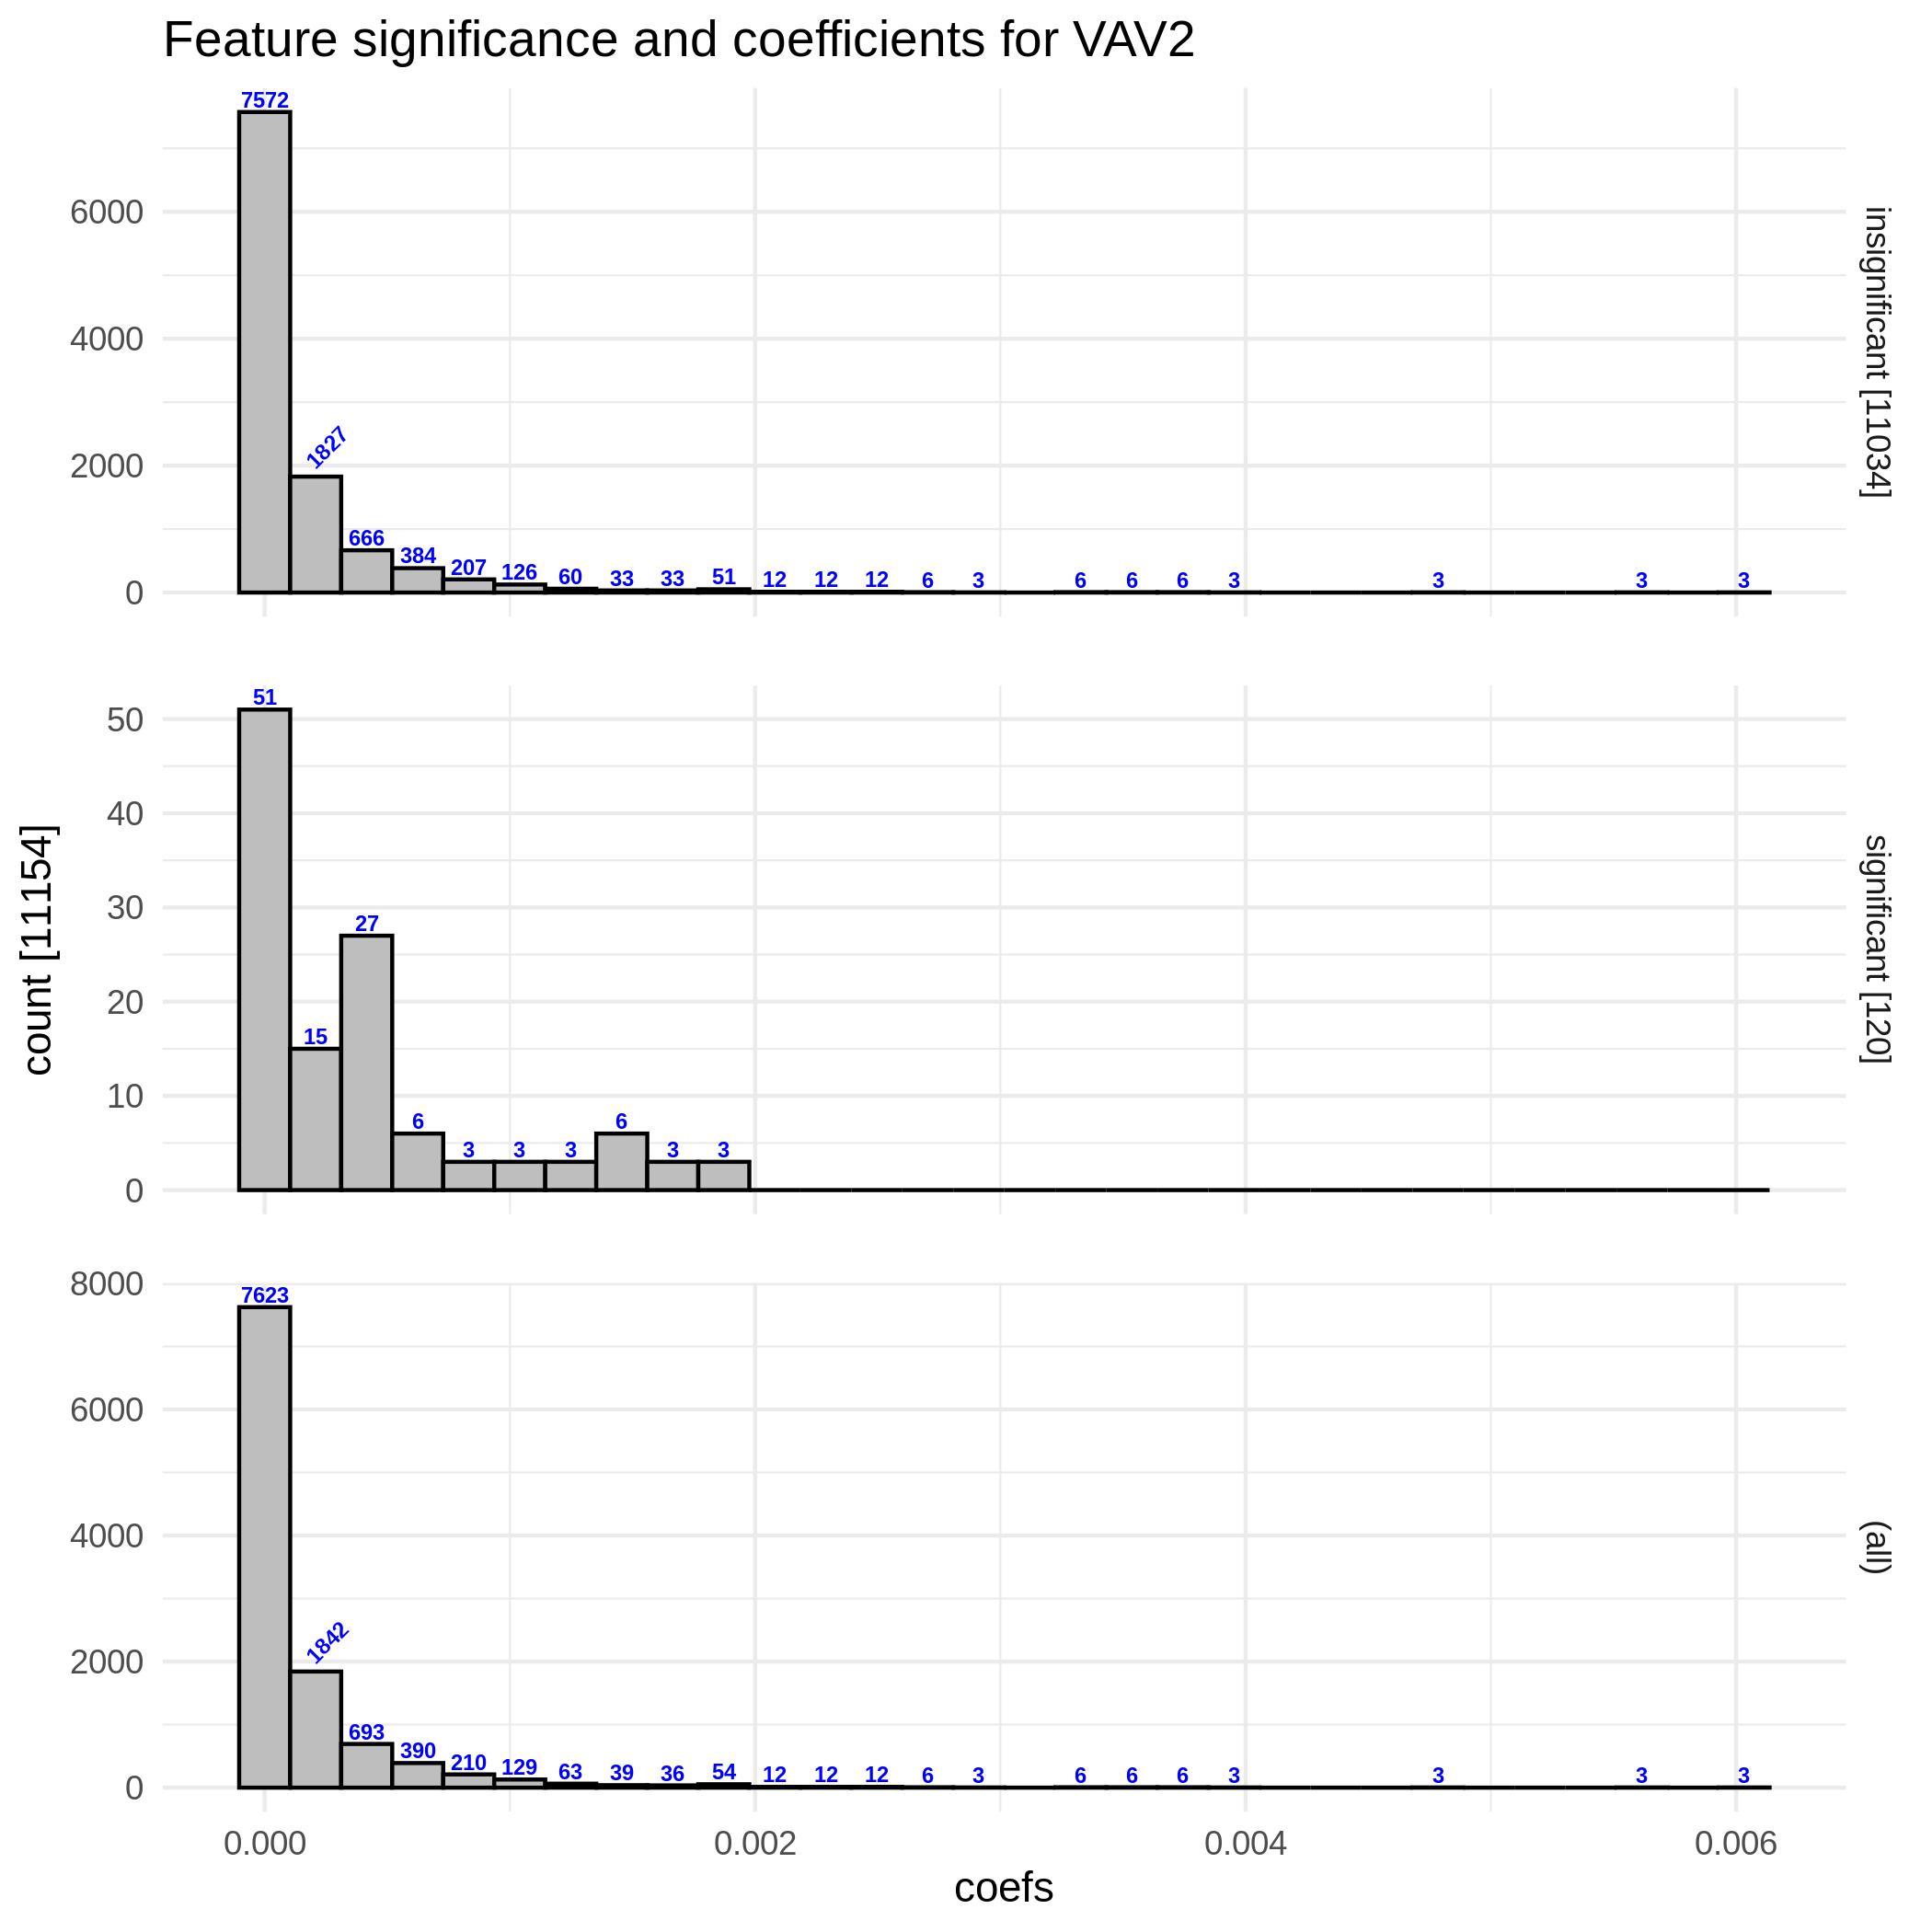 Feature significance and coefficients for VAV2
7572
1827
666 384 207 126 60 33 33 51 12 12 12 6 3 6 6 6 3 3 3 3
6000
4000
2000
0
insignificant [11034]
51
15
27
6 3 3 3 6 3 3
50
40
30
20
10
0
significant [120]
count [11154]
7623
1842
693 390 210 129 63 39 36 54 12 12 12 6 3 6 6 6 3 3 3 3
8000
6000
4000
2000
0
(all)
0.000 0.002 0.004 0.006
coefs